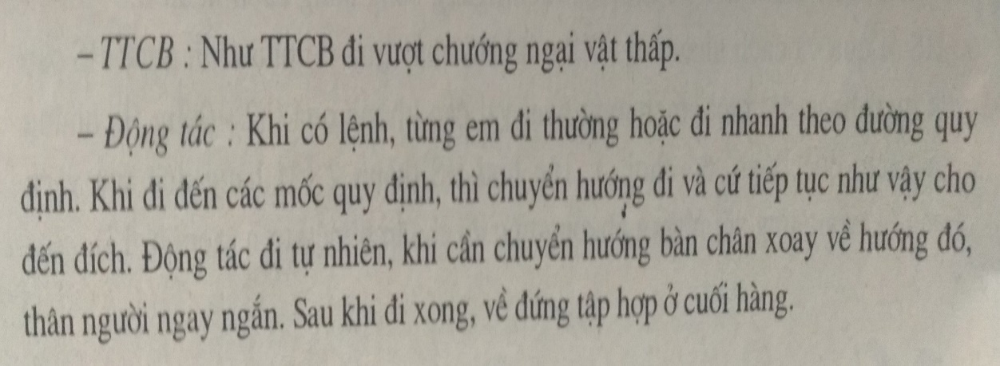 – TTCB : Như TTCB đi vượt chướng ngại vật thấp.
– Động tác : Khi có lệnh, từng em đi thường hoặc đi nhanh theo đường quy
định. Khi đi đến các mốc quy định, thì chuyển hướng đi và cứ tiếp tục như vậy cho
đến đích. Động tác đi tự nhiên, khi cần chuyển hướng bàn chân xoay về hướng đó,
thân người ngay ngắn. Sau khi đi xong, về đứng tập hợp ở cuối hàng.